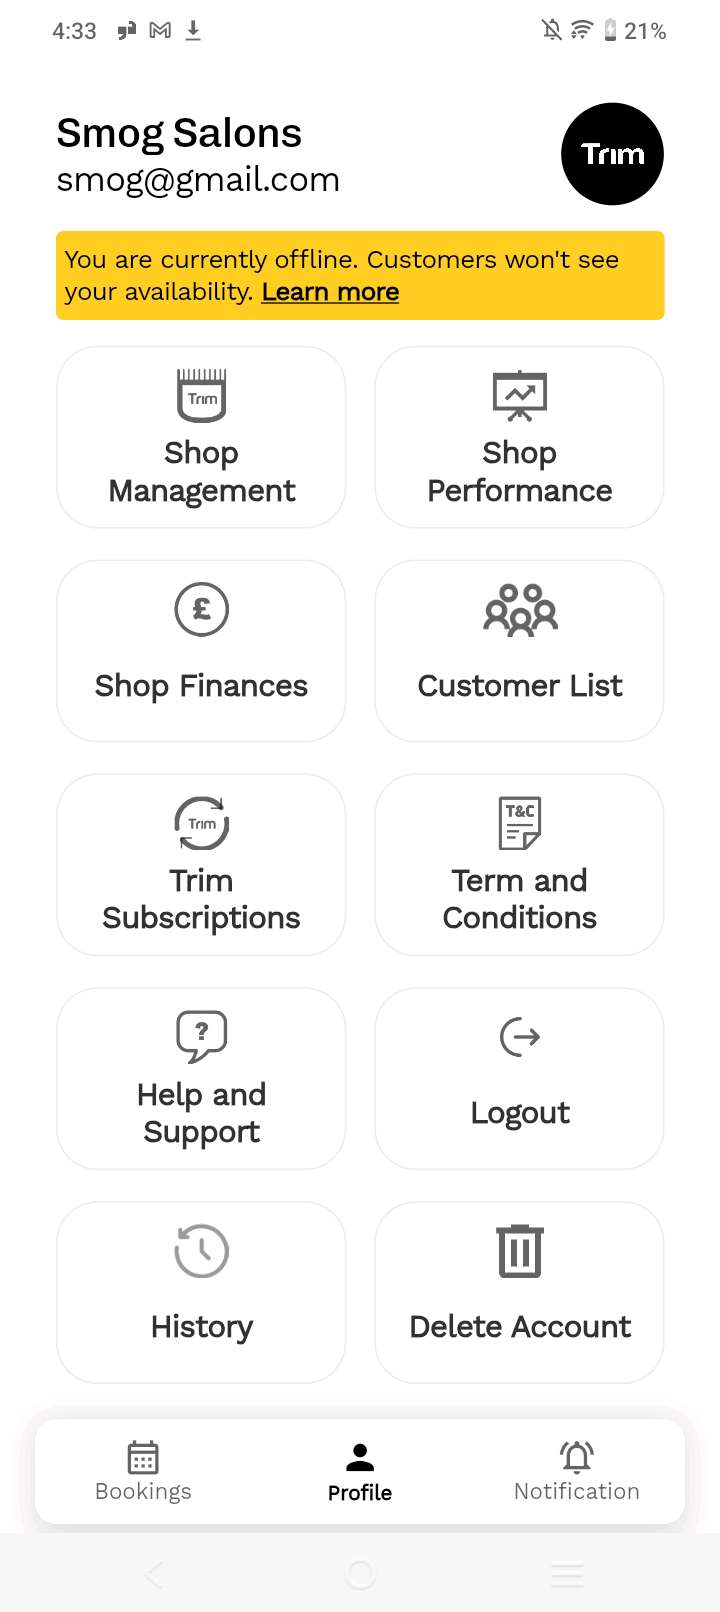 4:33
21%
Smog Salons
smog@gmail.com
Trim
You are currently offline. Customers won't see
your availability. Learn more
Trim
Shop
Management
Shop
Performance
£
Shop Finances
Customer List
Trim
Trim
Subscriptions
T&C
Term and
Conditions
?
Help and
Support
Logout
History
Delete Account
Bookings
Profile
Notification